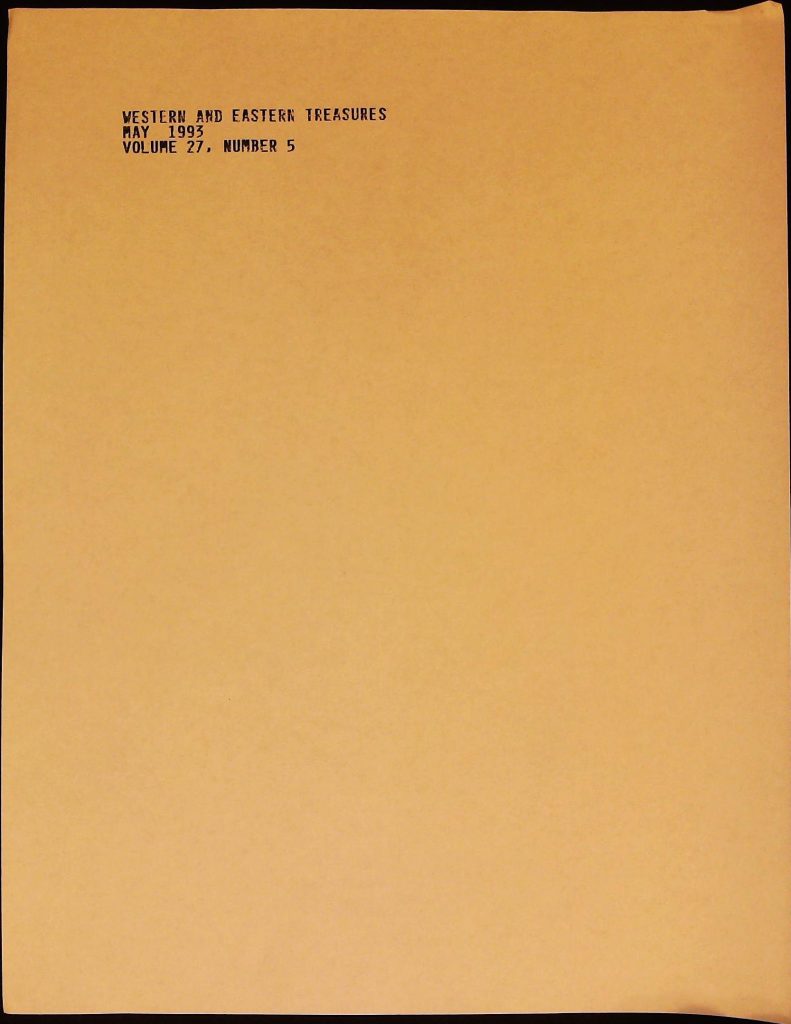 WESTERN AND EASTERN TREASURES
MAY 1993
VOLUME 27, NUMBER 5